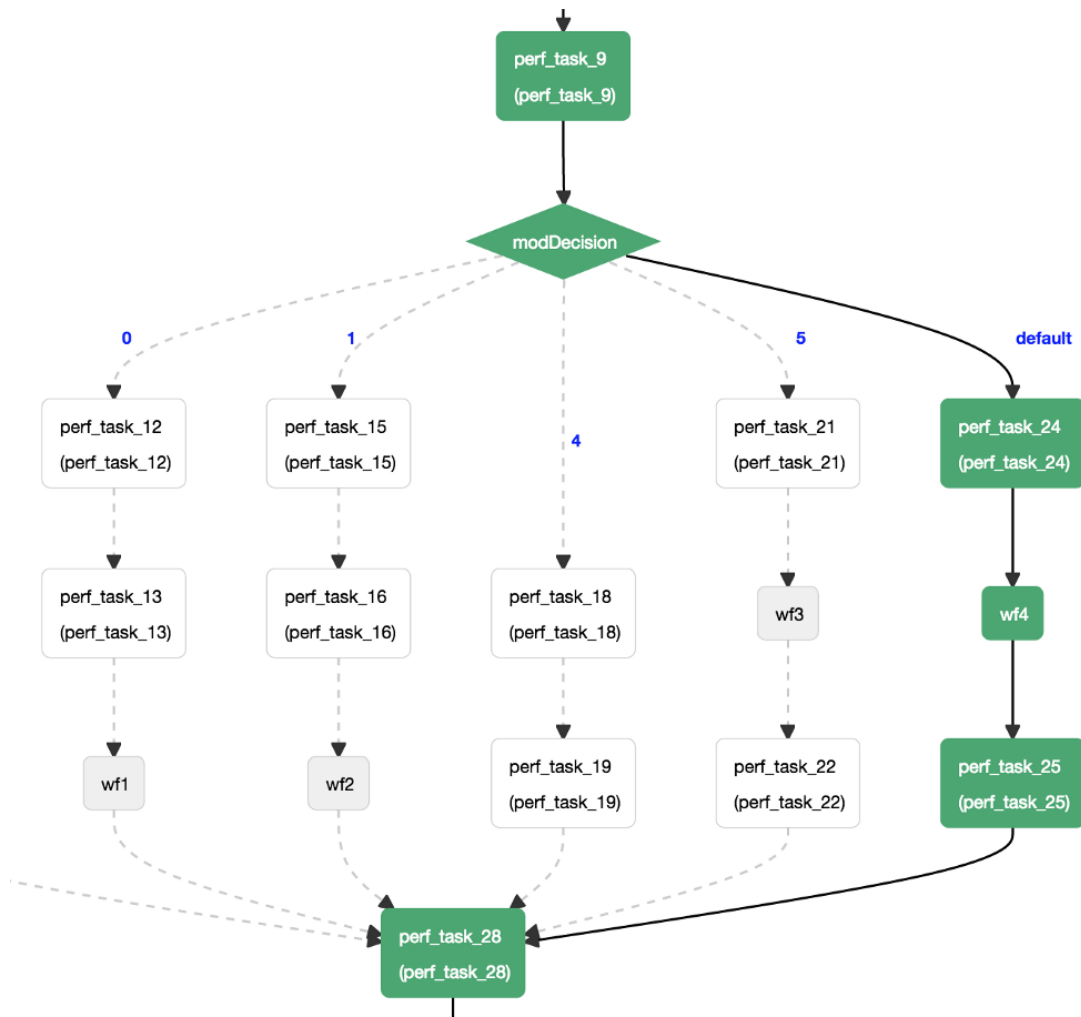 perf_task_9
(perf_task_9)
modDecision
0
1
5
default
perf_task_12
(perf_task_12)
perf_task_15
(perf_task_15)
4
perf_task_21
(perf_task_21)
perf_task_24
(perf_task_24)
perf_task_13
(perf_task_13)
perf_task_16
(perf_task_16)
perf_task_18
(perf_task_18)
wf3
wf4
wf1
wf2
perf_task_19
(perf_task_19)
perf_task_22
(perf_task_22)
perf_task_25
(perf_task_25)
perf_task_28
(perf_task_28)